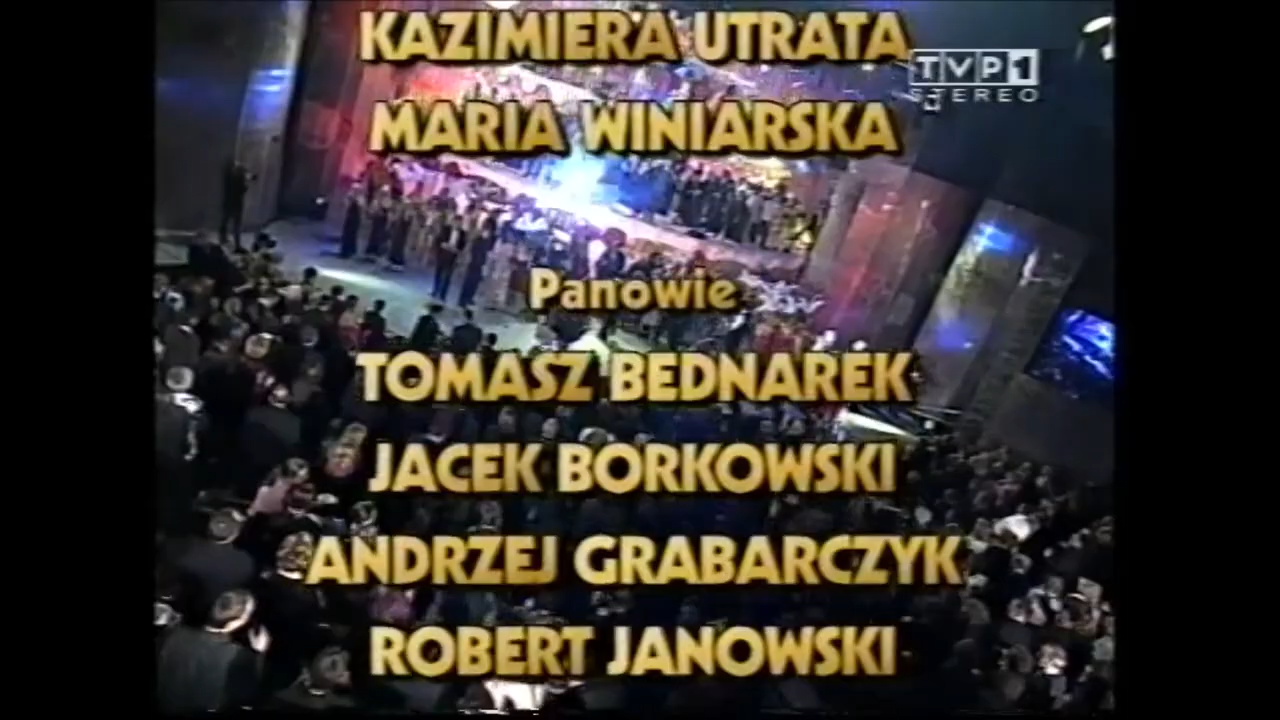 KAZIMIERA UTRATA
TVP1
STEREO
MARIA WINIARSKA
Panowie
TOMASZ BEDNAREK
JACEK BORKOWSKI
ANDRZEJ GRABARCZYK
ROBERT JANOWSKI